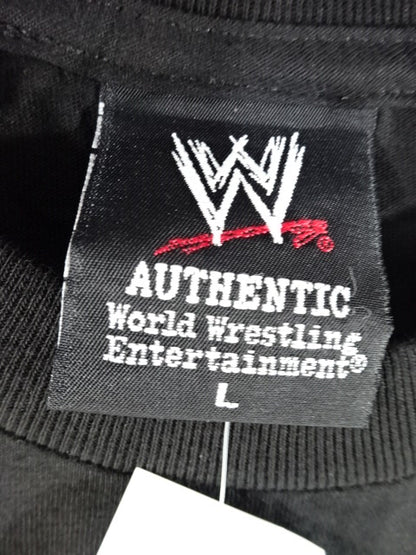 W
AUTHENTIC
World Wrestling
Entertainment®
L